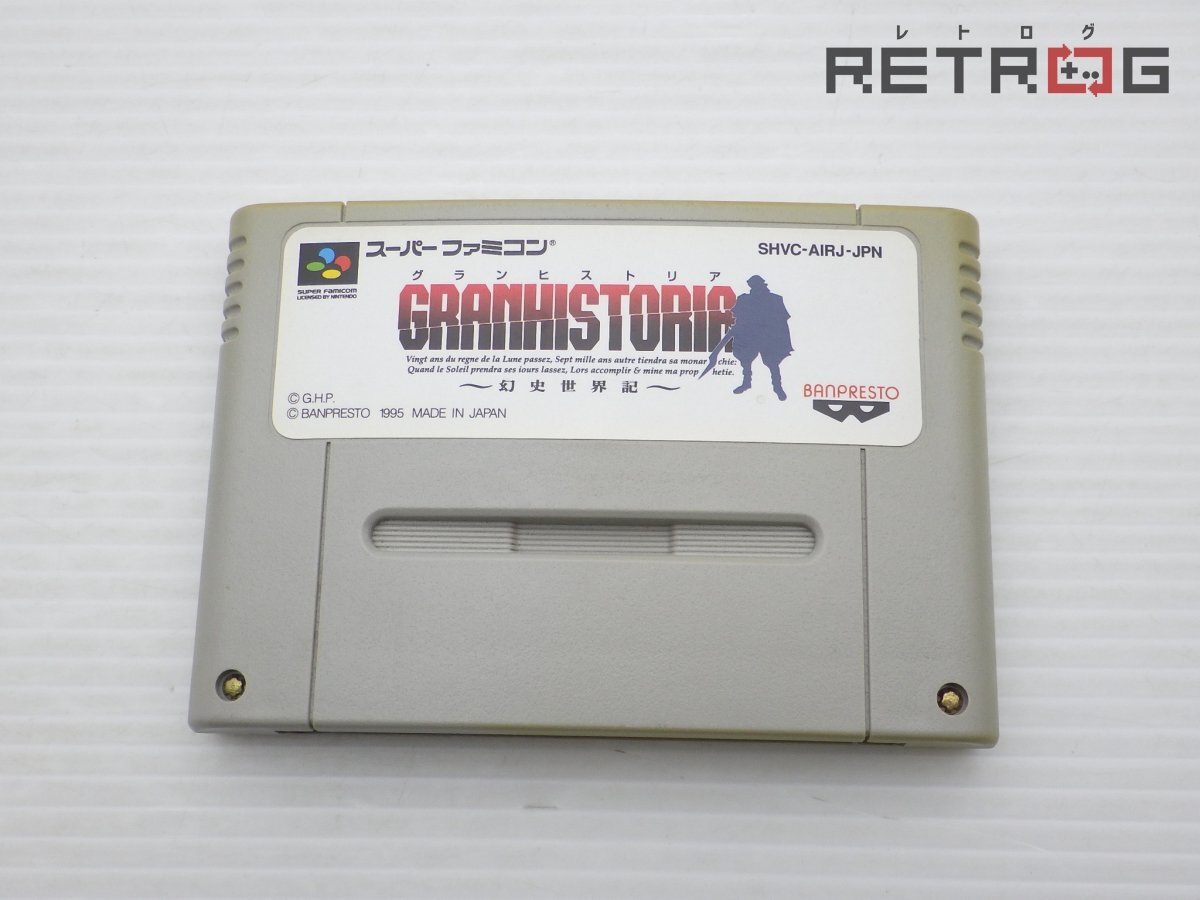 レトログ
RETROG
スーパーファミコン®
SHVC-AIRJ-JPN
SUPER FAMICOM
LICENSED BY NINTENDO
グランヒストリア
GRANHISTORIA
Vingt ans du regne de la Lune passez, Sept mille ans autre tiendra sa monar chie:
Quand le Soleil prendra ses iours lassez, Lors accomplir & mine ma prop hetie.
～幻史世界記～
BANPRESTO
© G.H.P.
© BANPRESTO 1995 MADE IN JAPAN